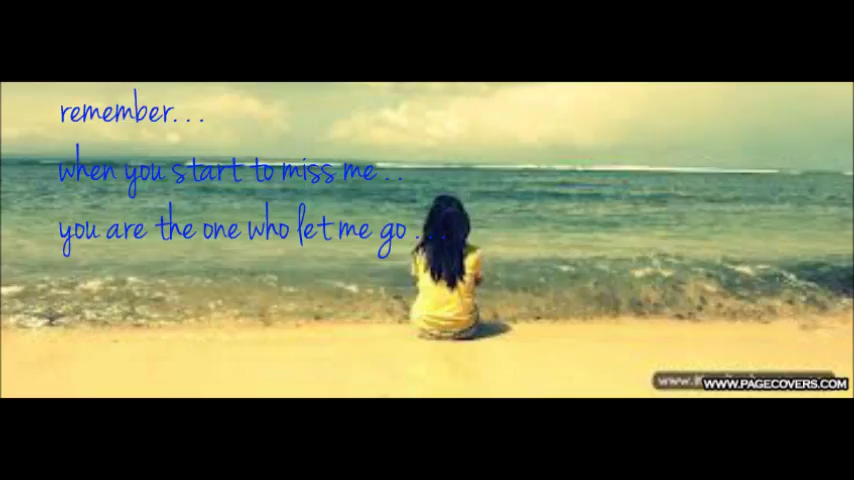 remember...
when you start to miss me ..
you are the one who let me go ....
WWW.PAGECOVERS.COM